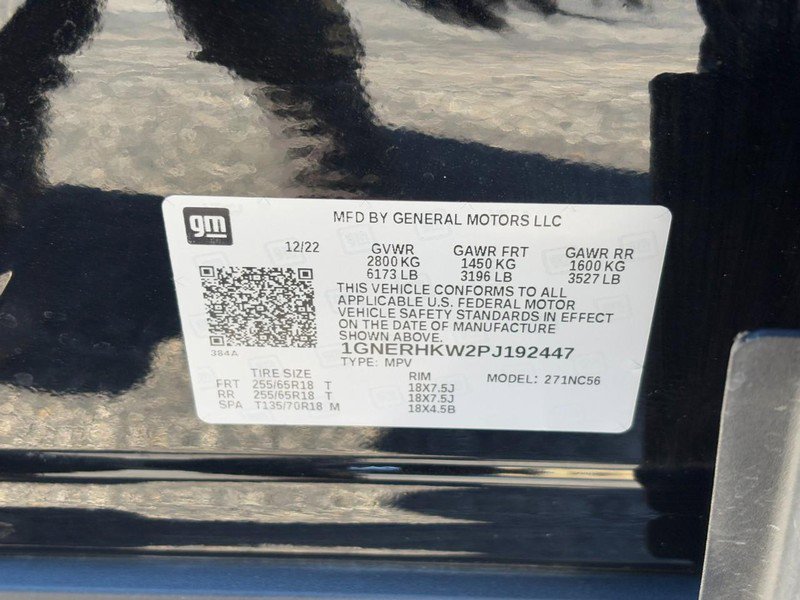 gm
MFD BY GENERAL MOTORS LLC
12/22 GVWR GAWR FRT GAWR RR
2800 KG 1450 KG 1600 KG
6173 LB 3196 LB 3527 LB
THIS VEHICLE CONFORMS TO ALL
APPLICABLE U.S. FEDERAL MOTOR
VEHICLE SAFETY STANDARDS IN EFFECT
ON THE DATE OF MANUFACTURE
SHOWN ABOVE.
384A
1GNERHKW2PJ192447
TYPE: MPV
TIRE SIZE RIM MODEL: 271NC56
FRT 255/65R18 T 18X7.5J
RR 255/65R18 T 18X7.5J
SPA T135/70R18 M 18X4.5B